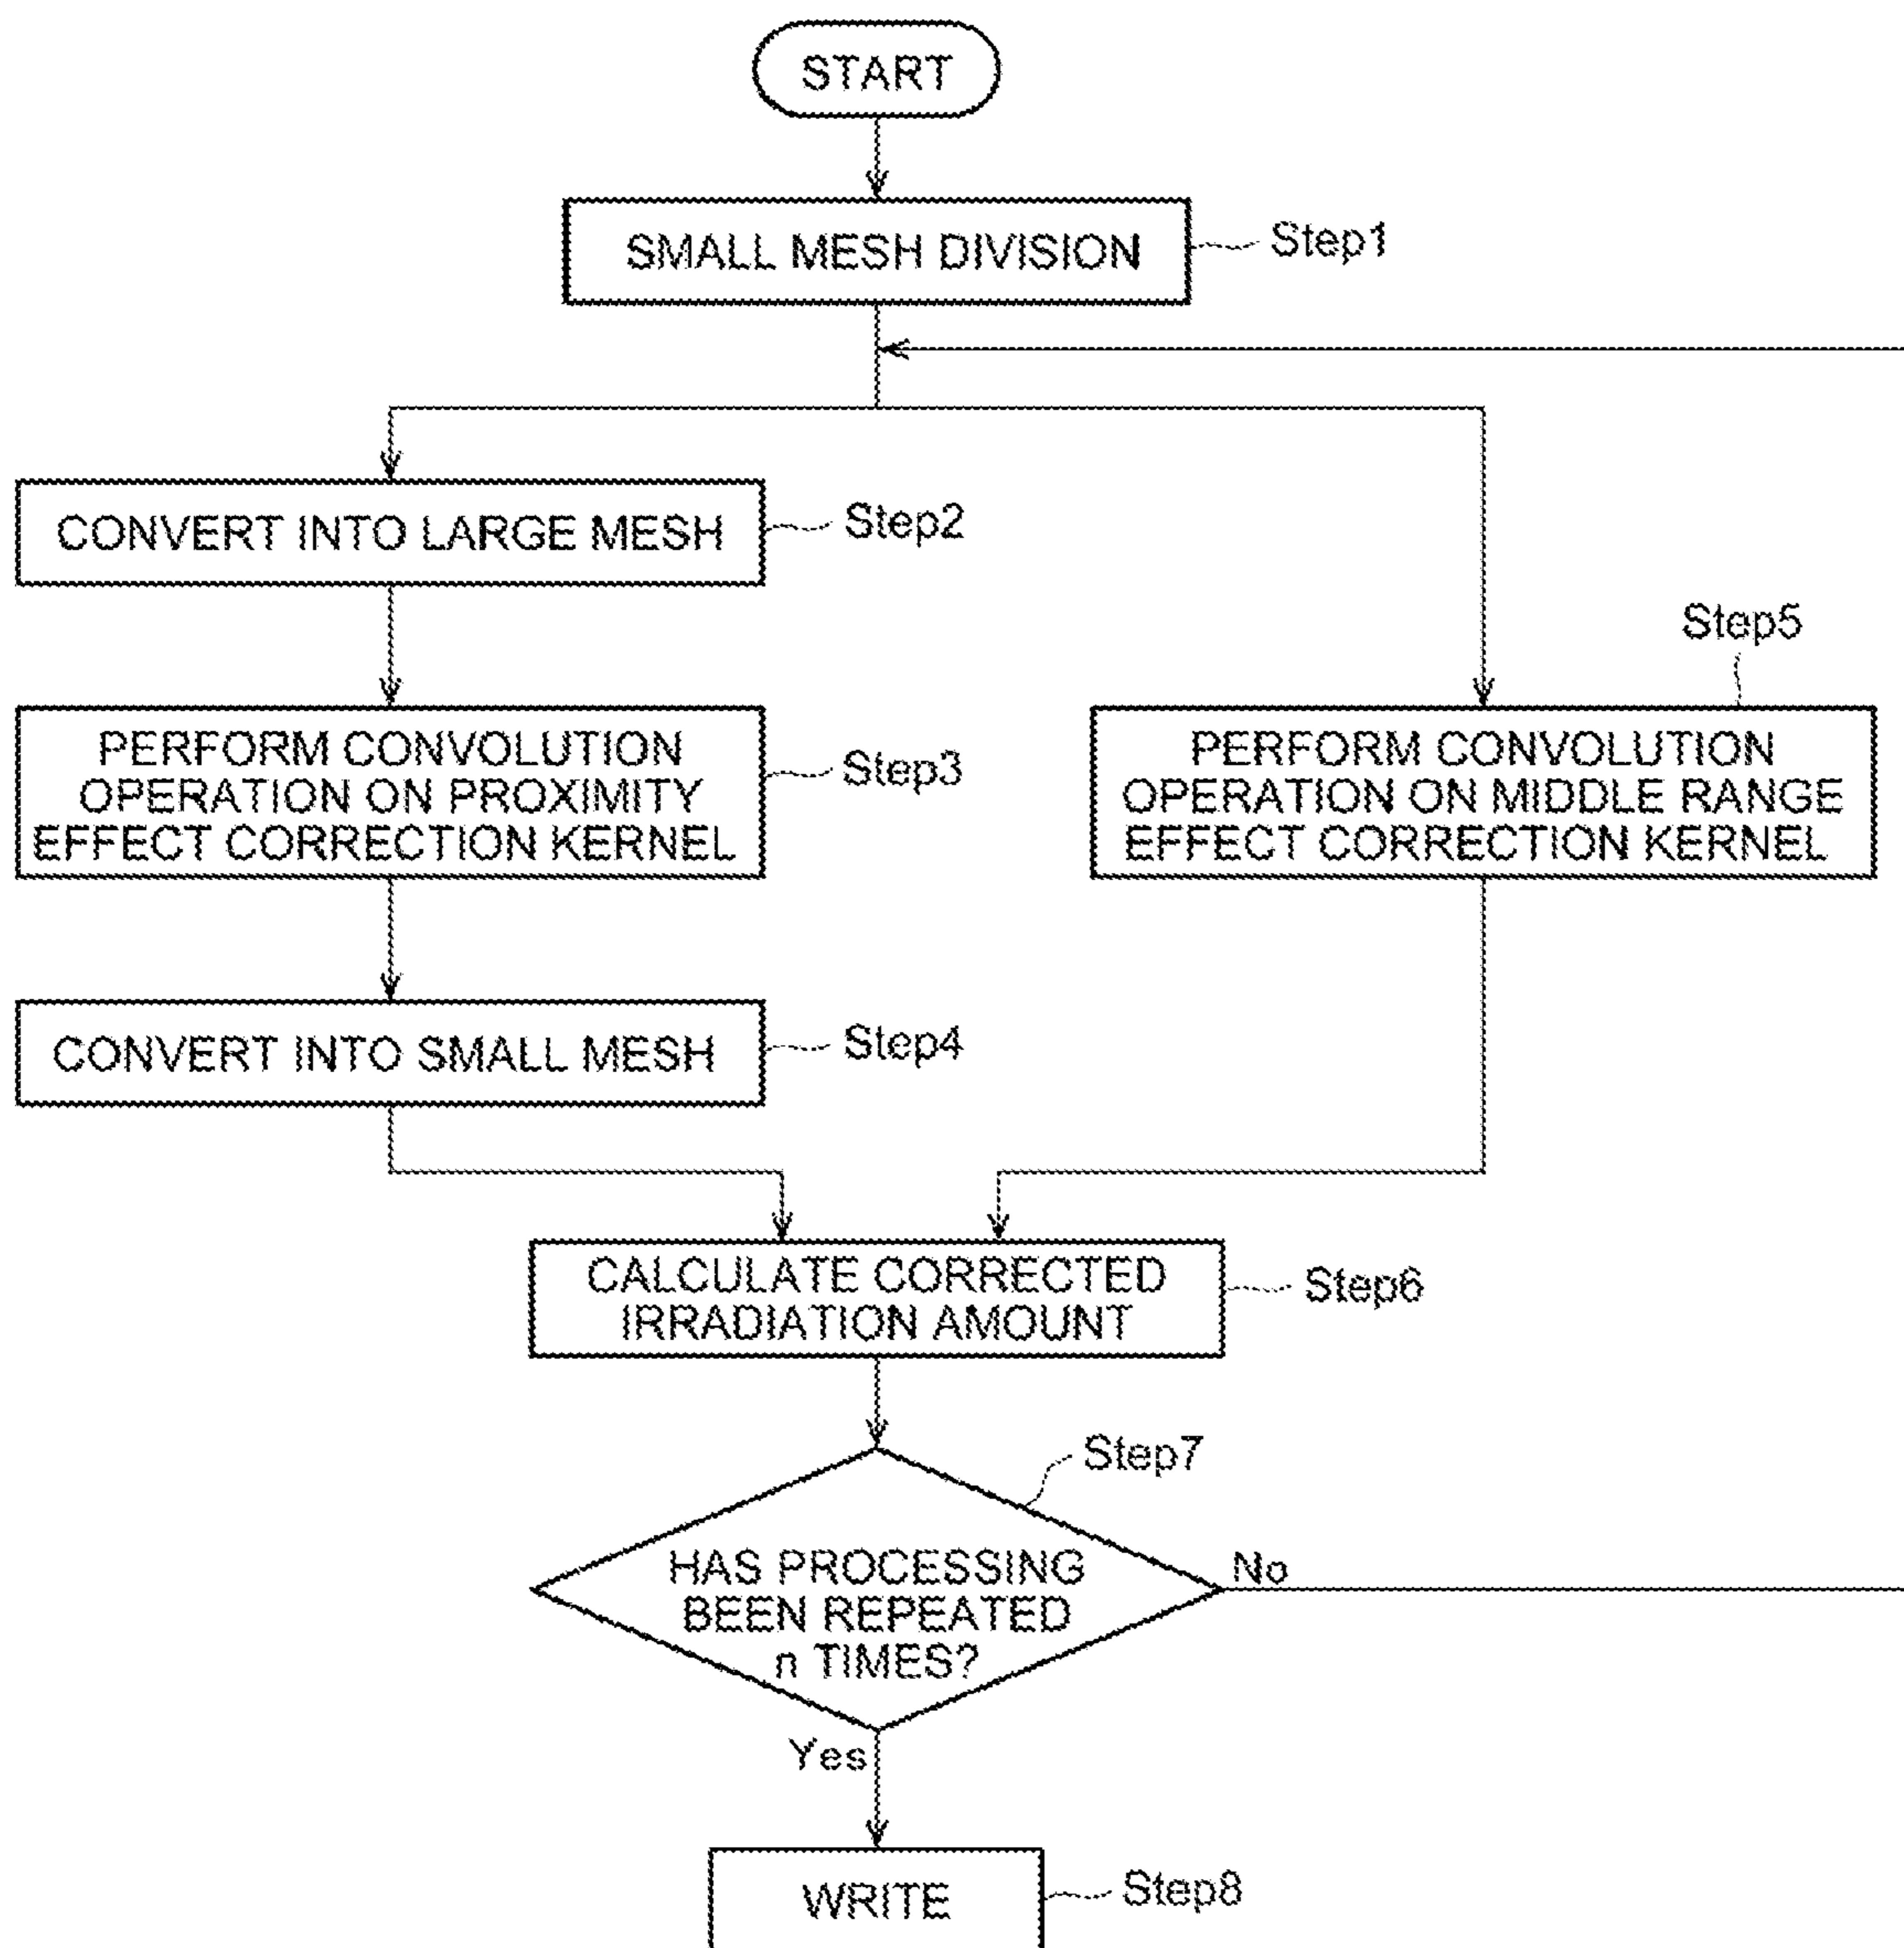 START
SMALL MESH DIVISION
Step1
CONVERT INTO LARGE MESH
Step2
PERFORM CONVOLUTION
OPERATION ON PROXIMITY
EFFECT CORRECTION KERNEL
Step3
Step5
PERFORM CONVOLUTION
OPERATION ON MIDDLE RANGE
EFFECT CORRECTION KERNEL
CONVERT INTO SMALL MESH
Step4
CALCULATE CORRECTED
IRRADIATION AMOUNT
Step6
Step7
HAS PROCESSING
BEEN REPEATED
n TIMES?
No
Yes
WRITE
Step8